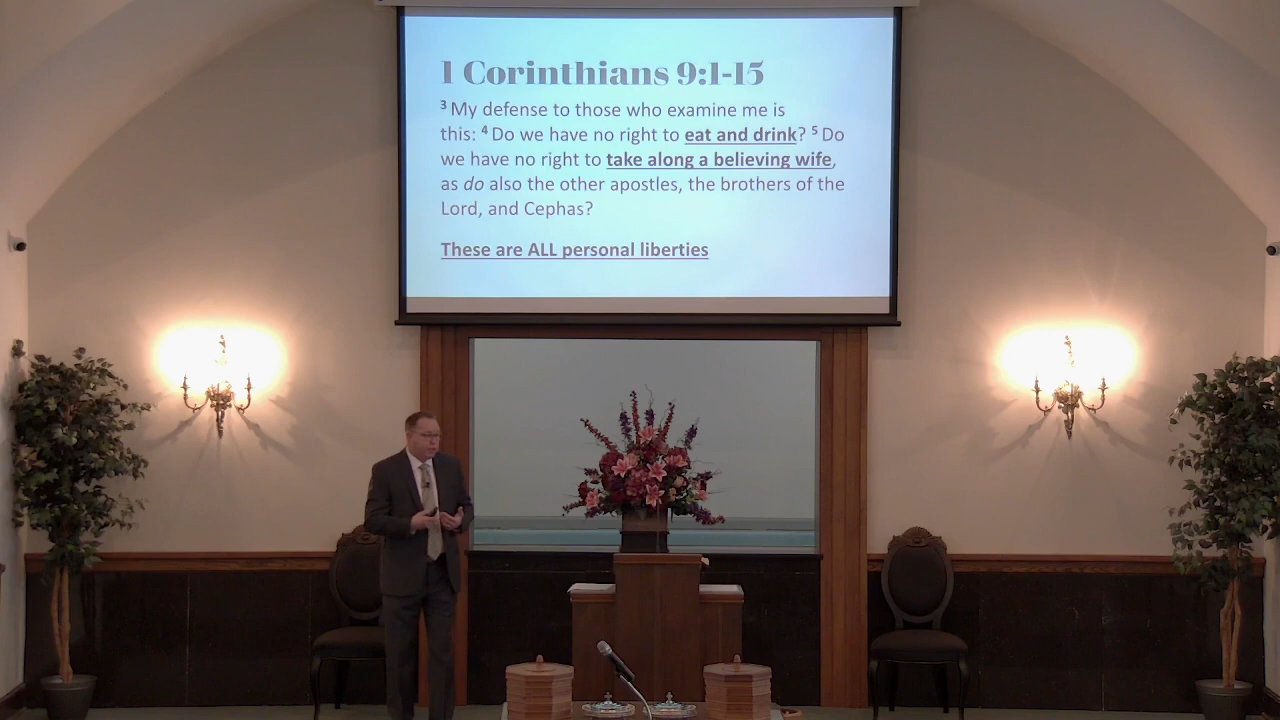 1 Corinthians 9:1-15
3 My defense to those who examine me is
this: 4 Do we have no right to eat and drink? 5 Do
we have no right to take along a believing wife,
as do also the other apostles, the brothers of the
Lord, and Cephas?
These are ALL personal liberties